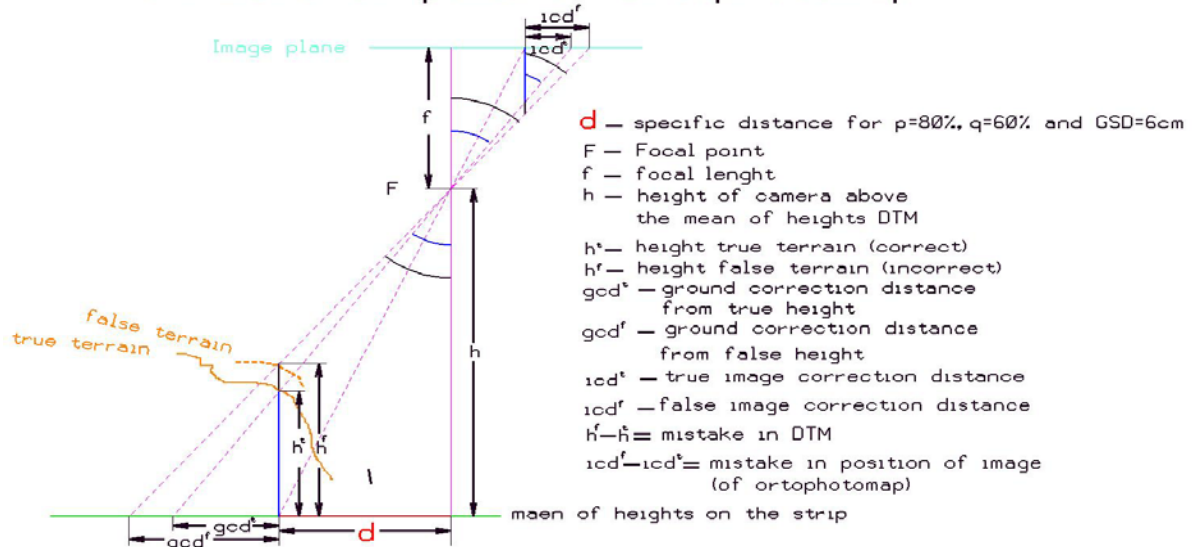 icdᶠ
icdᵗ
Image plane
f
F
d — specific distance for p=80%, q=60% and GSD=6cm
F — Focal point
f — focal lenght
h — height of camera above
the mean of heights DTM
hᵗ — height true terrain (correct)
hᶠ — height false terrain (incorrect)
gcdᵗ — ground correction distance
from true height
gcdᶠ — ground correction distance
from false height
icdᵗ — true image correction distance
icdᶠ — false image correction distance
hᶠ—hᵗ= mistake in DTM
icdᶠ—icdᵗ= mistake in position of image
(of ortophotomap)
false terrain
true terrain
h
hᵗ
hᶠ
maen of heights on the strip
gcdᵗ
gcdᶠ
d